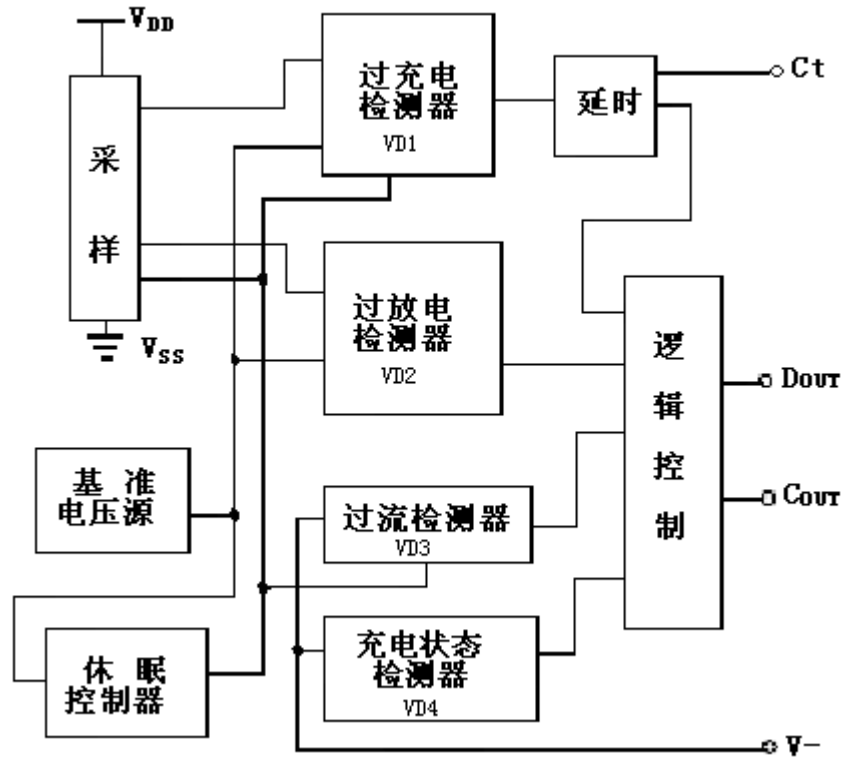 VDD
采
样
VSS
过充电
检测器
VD1
延时
Ct
过放电
检测器
VD2
逻
辑
控
制
DOUT
COUT
基 准
电压源
过流检测器
VD3
休 眠
控制器
充电状态
检测器
VD4
V-